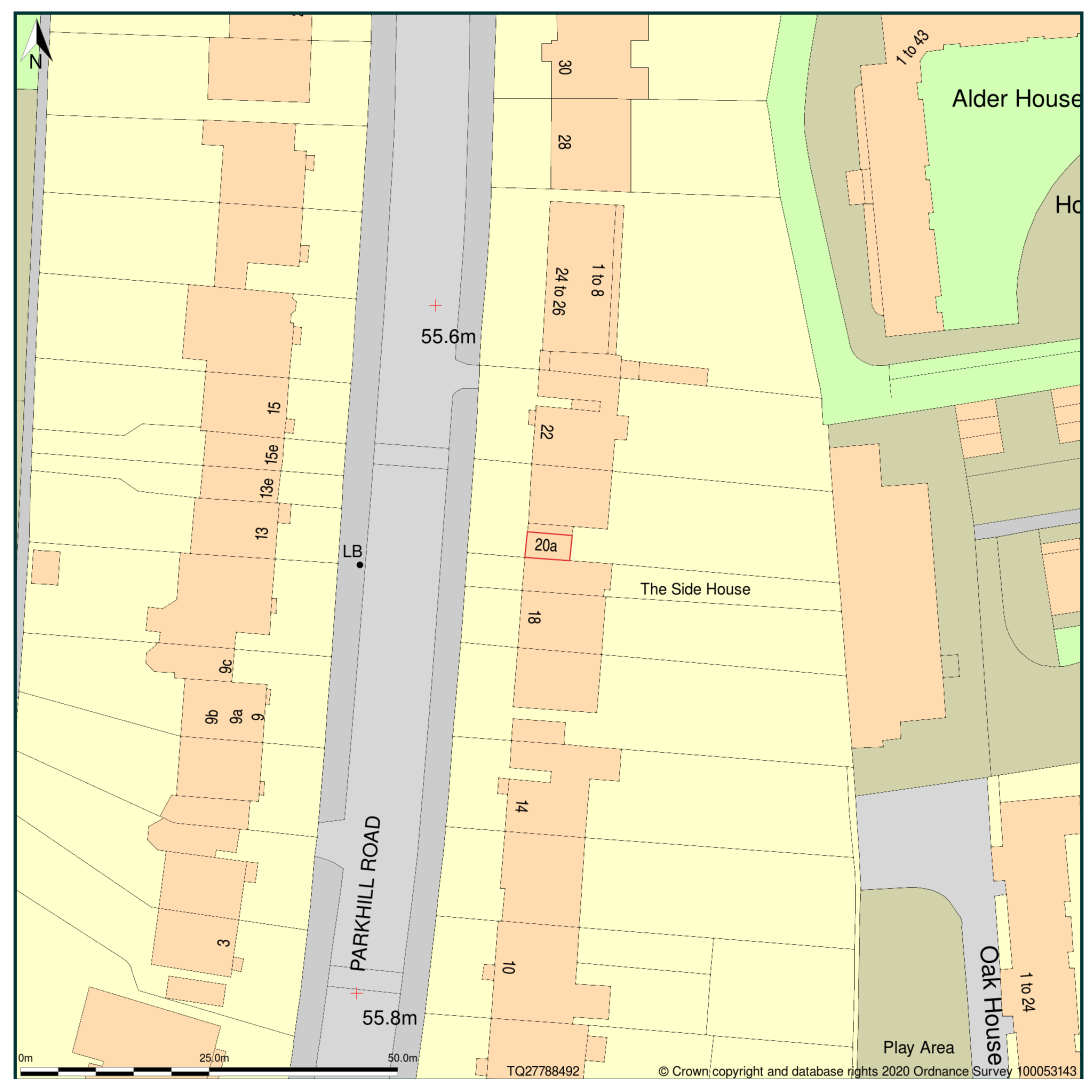 N
30
1 to 43
Alder House
28
Ho
24 to 26
1 to 8
55.6m
15
22
15e
13e
13
20a
LB
The Side House
18
9c
9b
9a
9
14
PARKHILL ROAD
3
10
Oak House
1 to 24
55.8m
Play Area
0m
25.0m
50.0m
TQ27788492
© Crown copyright and database rights 2020 Ordnance Survey 100053143